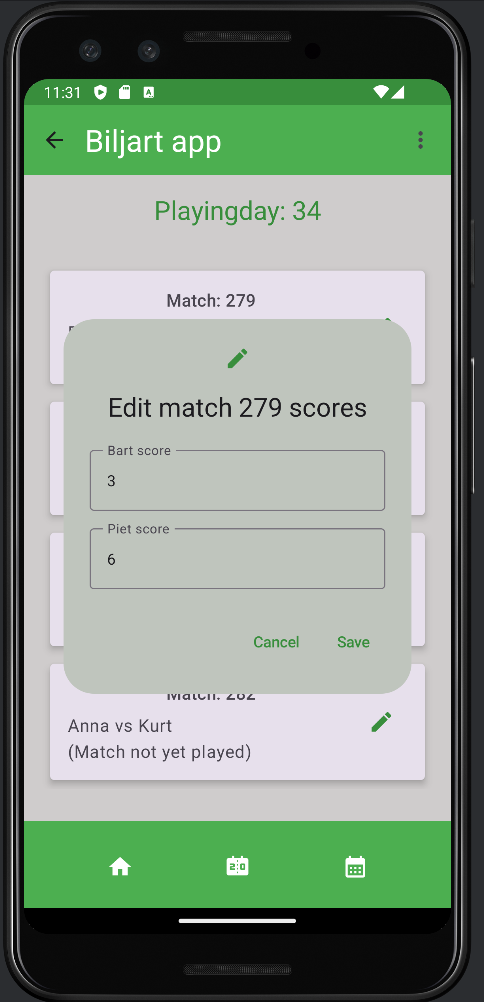 11:31
Biljart app
Playingday: 34
Match: 279
Edit match 279 scores
Bart score
3
Piet score
6
Cancel
Save
Match: 282
Anna vs Kurt
(Match not yet played)